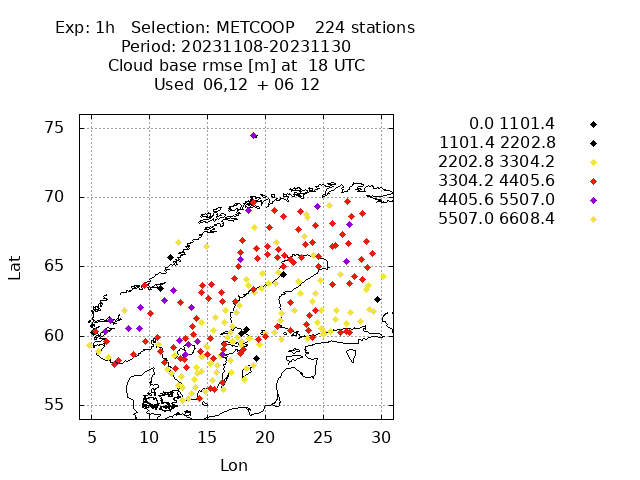 Exp: 1h   Selection: METCOOP    224 stations
Period: 20231108-20231130
Cloud base rmse [m] at  18 UTC
Used  06,12  + 06 12
0.0 1101.4
1101.4 2202.8
2202.8 3304.2
3304.2 4405.6
4405.6 5507.0
5507.0 6608.4
75
70
65
60
55
Lat
5 10 15 20 25 30
Lon